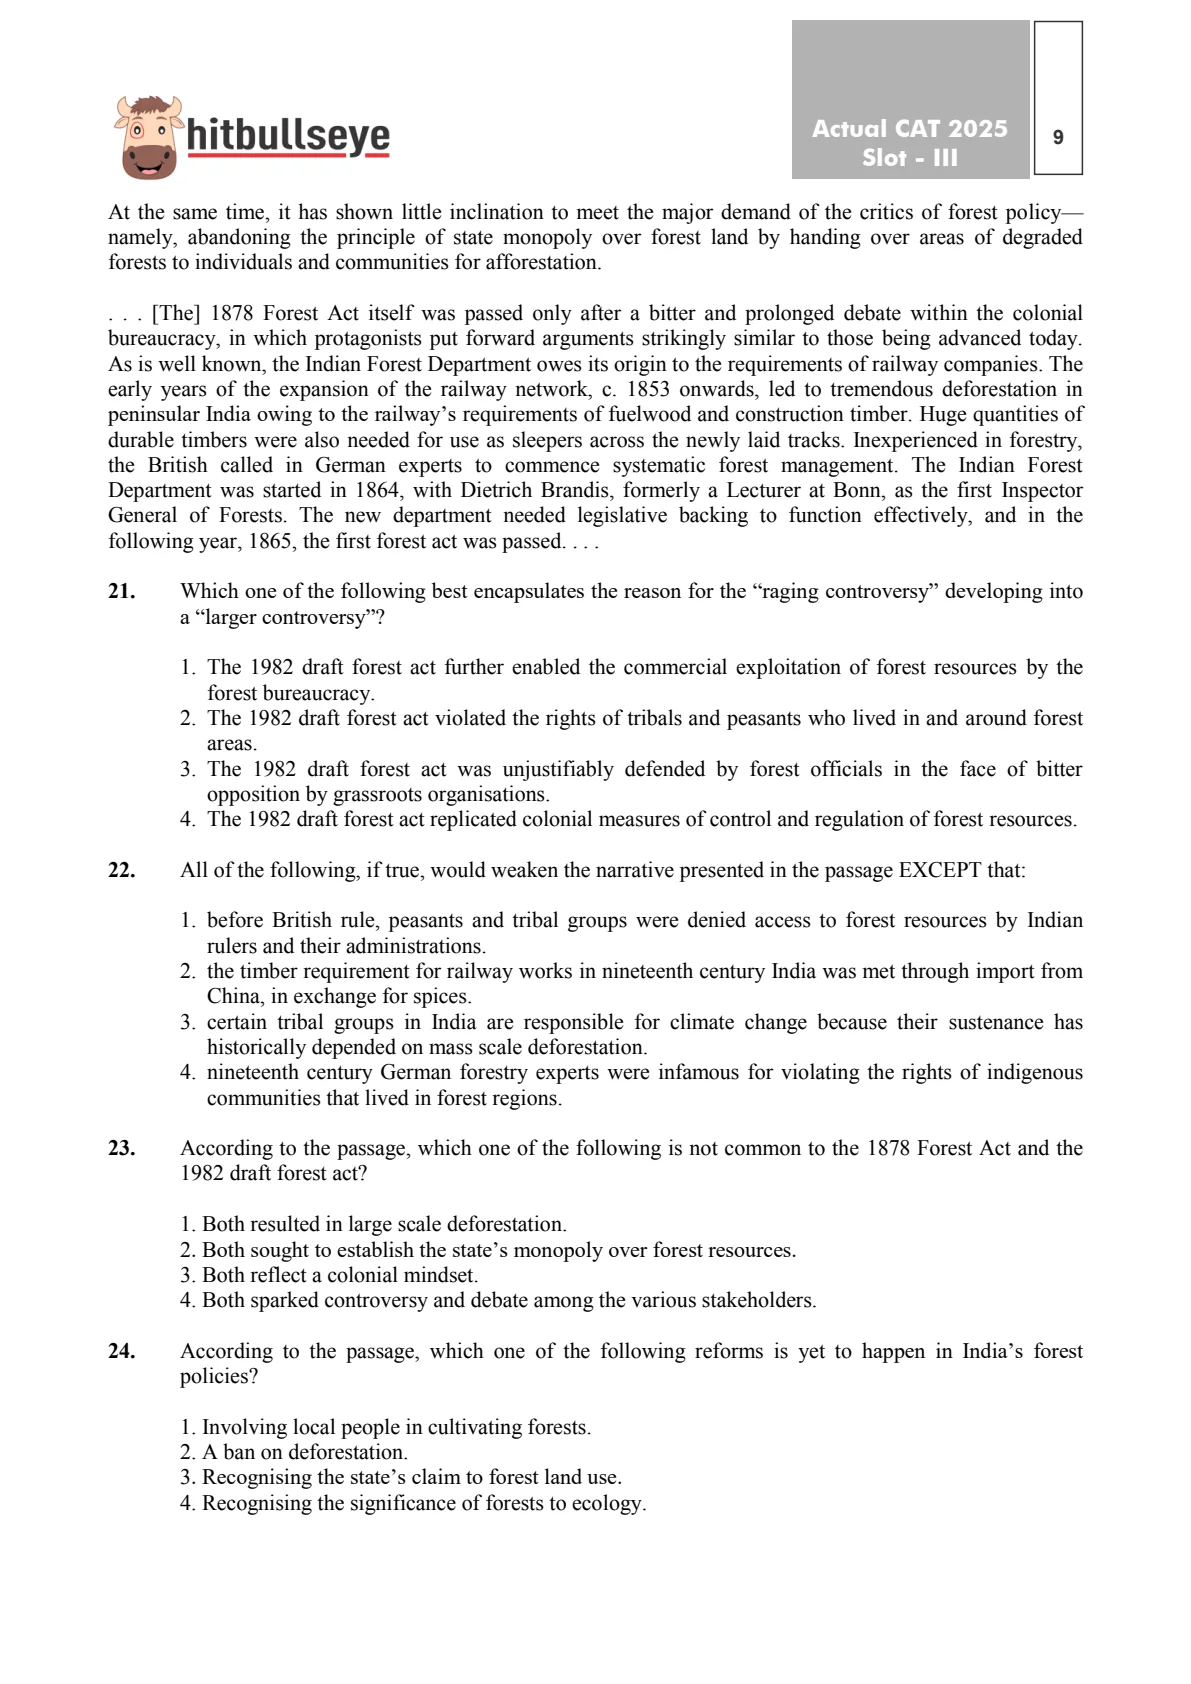 hitbullseye
Actual CAT 2025
Slot - III
9
At the same time, it has shown little inclination to meet the major demand of the critics of forest policy—
namely, abandoning the principle of state monopoly over forest land by handing over areas of degraded
forests to individuals and communities for afforestation.
. . . [The] 1878 Forest Act itself was passed only after a bitter and prolonged debate within the colonial
bureaucracy, in which protagonists put forward arguments strikingly similar to those being advanced today.
As is well known, the Indian Forest Department owes its origin to the requirements of railway companies. The
early years of the expansion of the railway network, c. 1853 onwards, led to tremendous deforestation in
peninsular India owing to the railway’s requirements of fuelwood and construction timber. Huge quantities of
durable timbers were also needed for use as sleepers across the newly laid tracks. Inexperienced in forestry,
the British called in German experts to commence systematic forest management. The Indian Forest
Department was started in 1864, with Dietrich Brandis, formerly a Lecturer at Bonn, as the first Inspector
General of Forests. The new department needed legislative backing to function effectively, and in the
following year, 1865, the first forest act was passed. . . .
21. Which one of the following best encapsulates the reason for the “raging controversy” developing into
a “larger controversy”?
1. The 1982 draft forest act further enabled the commercial exploitation of forest resources by the
forest bureaucracy.
2. The 1982 draft forest act violated the rights of tribals and peasants who lived in and around forest
areas.
3. The 1982 draft forest act was unjustifiably defended by forest officials in the face of bitter
opposition by grassroots organisations.
4. The 1982 draft forest act replicated colonial measures of control and regulation of forest resources.
22. All of the following, if true, would weaken the narrative presented in the passage EXCEPT that:
1. before British rule, peasants and tribal groups were denied access to forest resources by Indian
rulers and their administrations.
2. the timber requirement for railway works in nineteenth century India was met through import from
China, in exchange for spices.
3. certain tribal groups in India are responsible for climate change because their sustenance has
historically depended on mass scale deforestation.
4. nineteenth century German forestry experts were infamous for violating the rights of indigenous
communities that lived in forest regions.
23. According to the passage, which one of the following is not common to the 1878 Forest Act and the
1982 draft forest act?
1. Both resulted in large scale deforestation.
2. Both sought to establish the state’s monopoly over forest resources.
3. Both reflect a colonial mindset.
4. Both sparked controversy and debate among the various stakeholders.
24. According to the passage, which one of the following reforms is yet to happen in India’s forest
policies?
1. Involving local people in cultivating forests.
2. A ban on deforestation.
3. Recognising the state’s claim to forest land use.
4. Recognising the significance of forests to ecology.